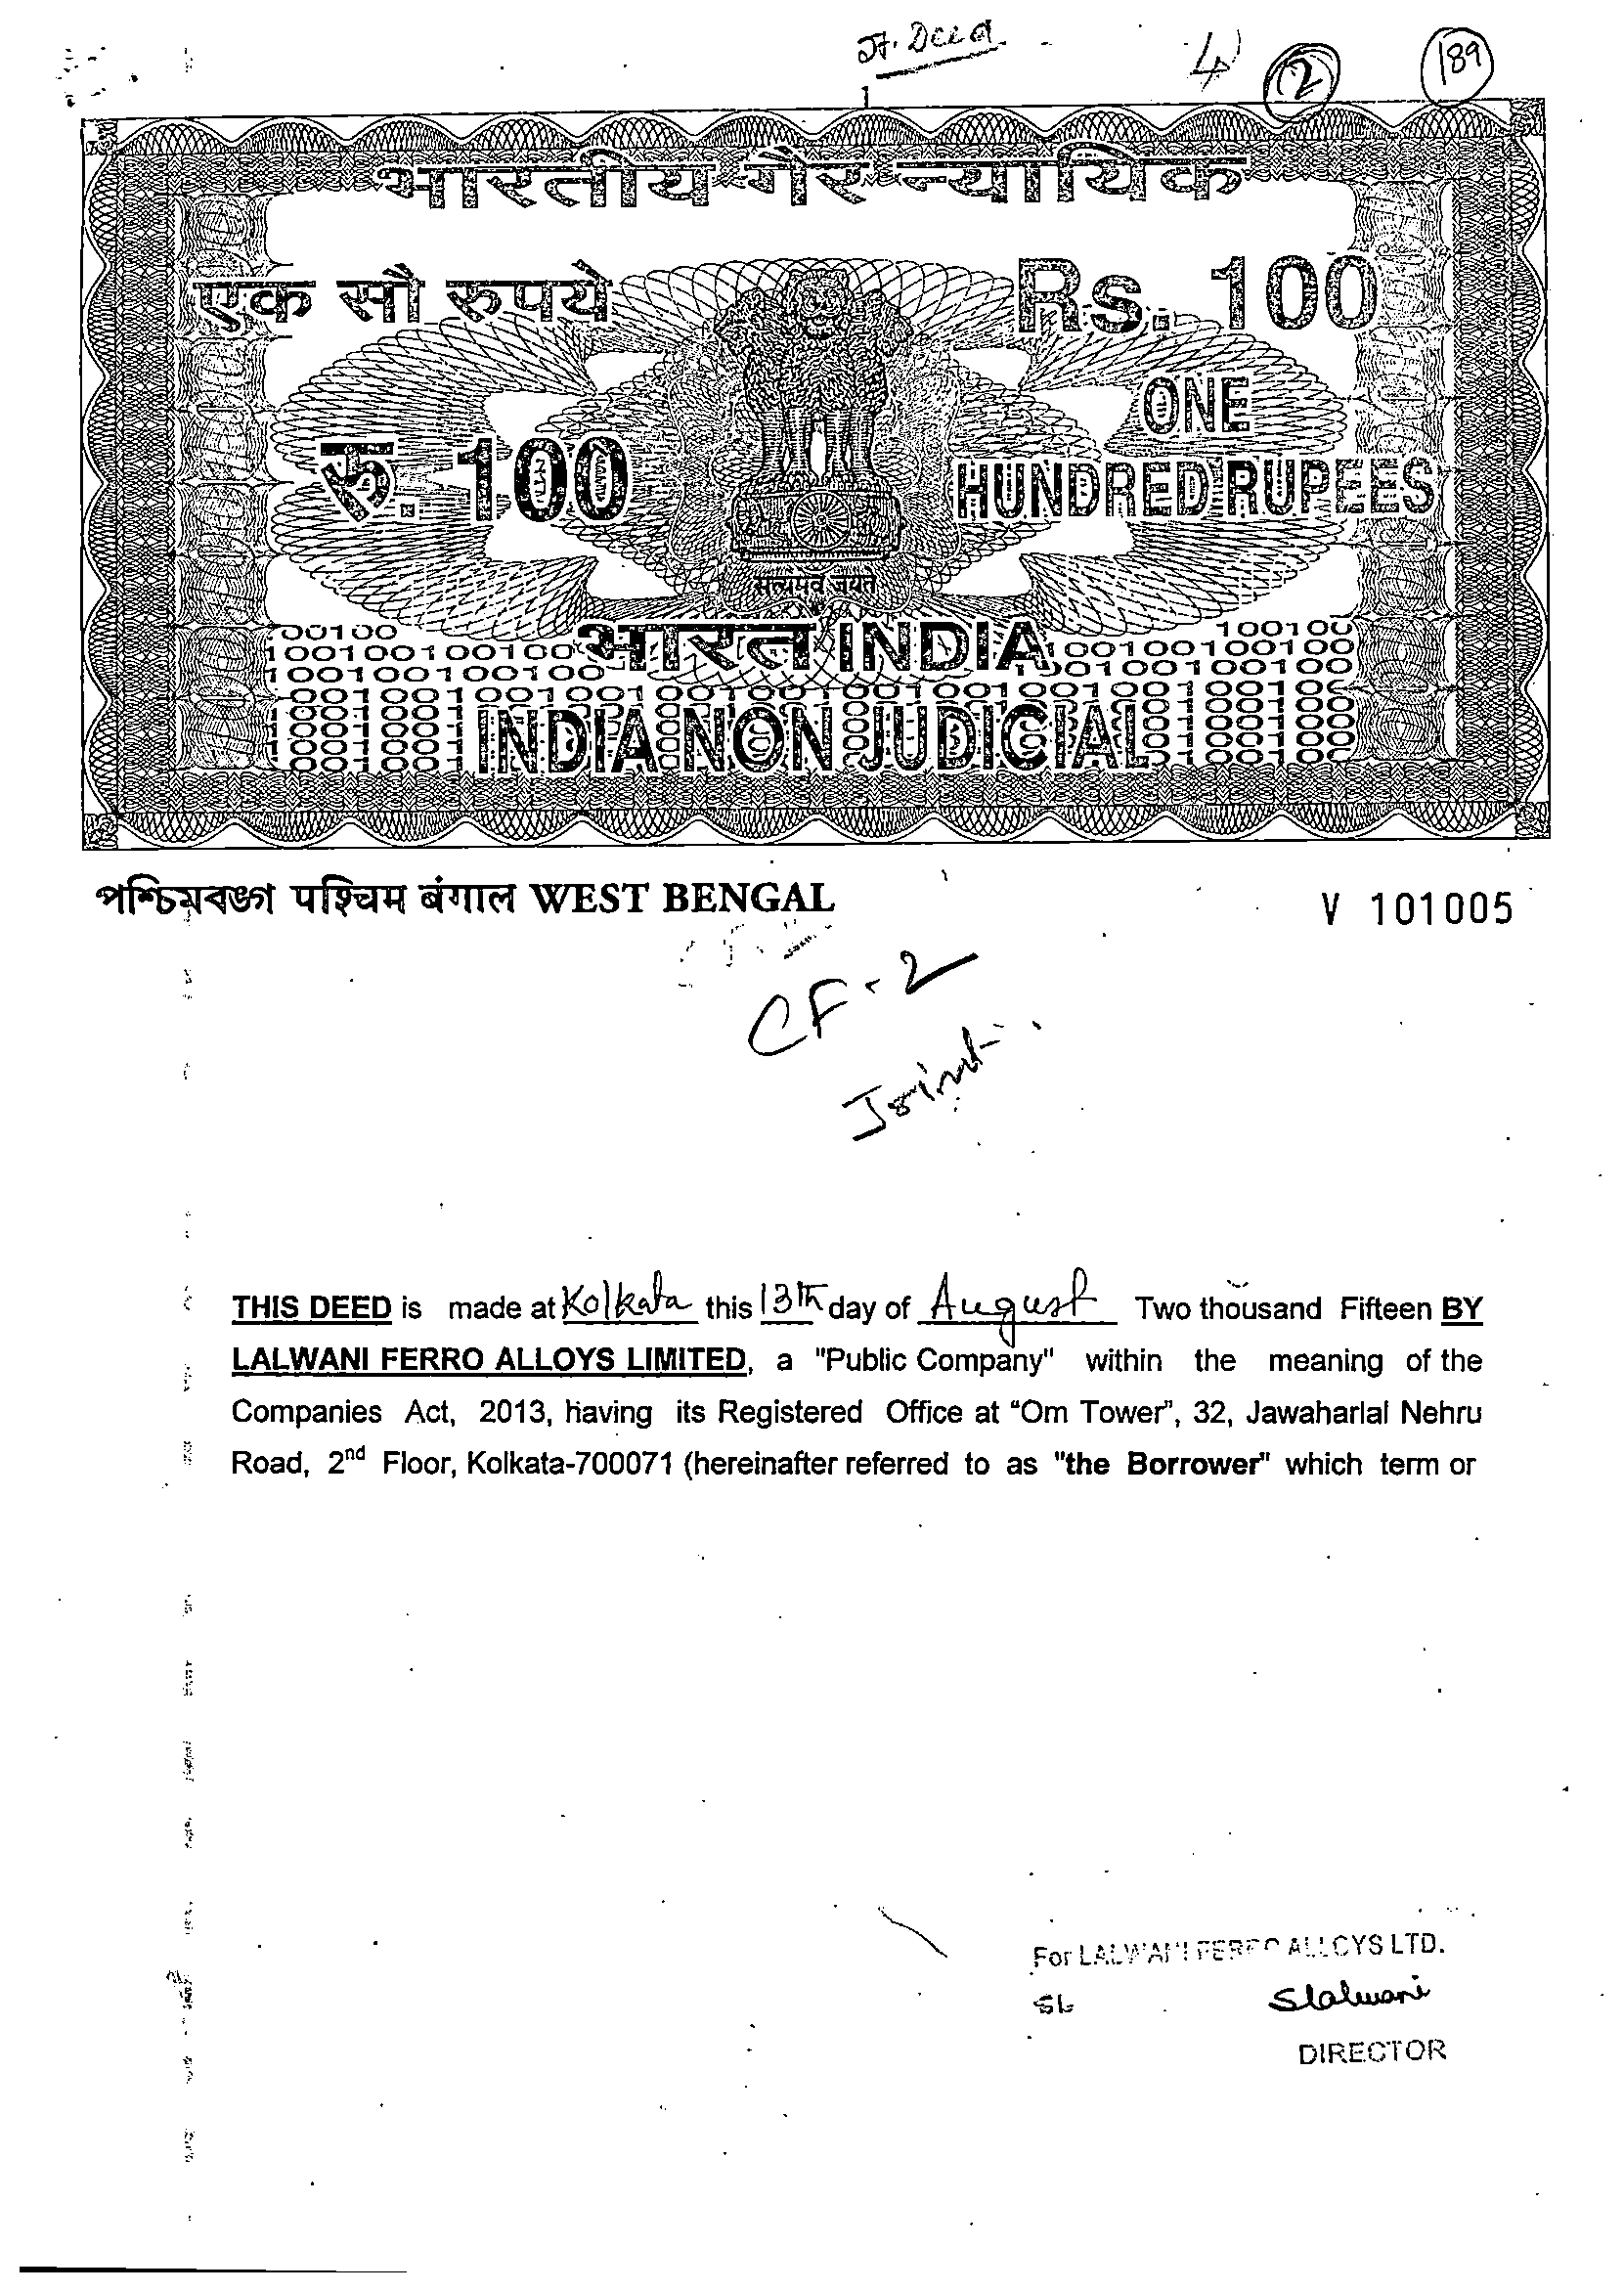 Jt. Deed
4
2
189
भारतीय गैर न्यायिक
एक सौ रुपये
Rs. 100
रु. 100
ONE
HUNDRED RUPEES
सत्यमेव जयते
भारत INDIA
INDIA NON JUDICIAL
পশ্চিমবঙ্গ पश्चिम बंगाल WEST BENGAL
V 101005
CF-2
Joint
THIS DEED is made at Kolkata this 13th day of August Two thousand Fifteen BY
LALWANI FERRO ALLOYS LIMITED, a "Public Company" within the meaning of the
Companies Act, 2013, having its Registered Office at “Om Tower”, 32, Jawaharlal Nehru
Road, 2nd Floor, Kolkata-700071 (hereinafter referred to as "the Borrower" which term or
For LALWANI FERRO ALLOYS LTD.
SL
Slalwani
DIRECTOR